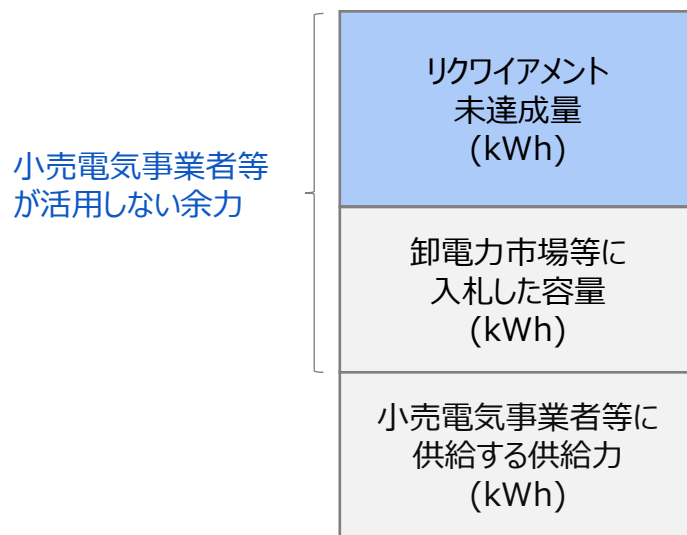 小売電気事業者等
が活用しない余力
リクワイアメント
未達成量
(kWh)
卸電力市場等に
入札した容量
(kWh)
小売電気事業者等に
供給する供給力
(kWh)